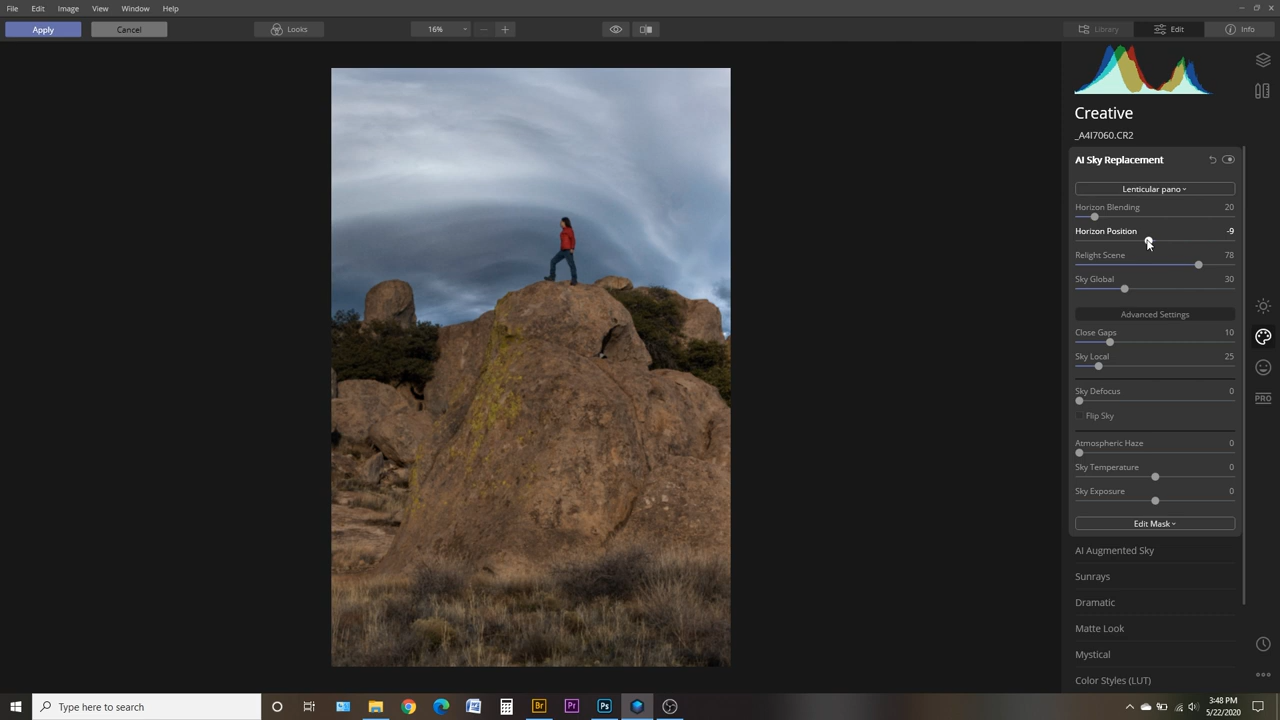 File Edit Image View Window Help
Apply Cancel Looks 16% Library Edit Info
Creative
_A4I7060.CR2
AI Sky Replacement
Lenticular pano
Horizon Blending 20
Horizon Position -9
Relight Scene 78
Sky Global 30
Advanced Settings
Close Gaps 10
Sky Local 25
Sky Defocus 0
PRO
Flip Sky
Atmospheric Haze 0
Sky Temperature 0
Sky Exposure 0
Edit Mask
AI Augmented Sky
Sunrays
Dramatic
Matte Look
Mystical
Color Styles (LUT)
Type here to search Br Pr Ps 3:48 PM
5/22/2020